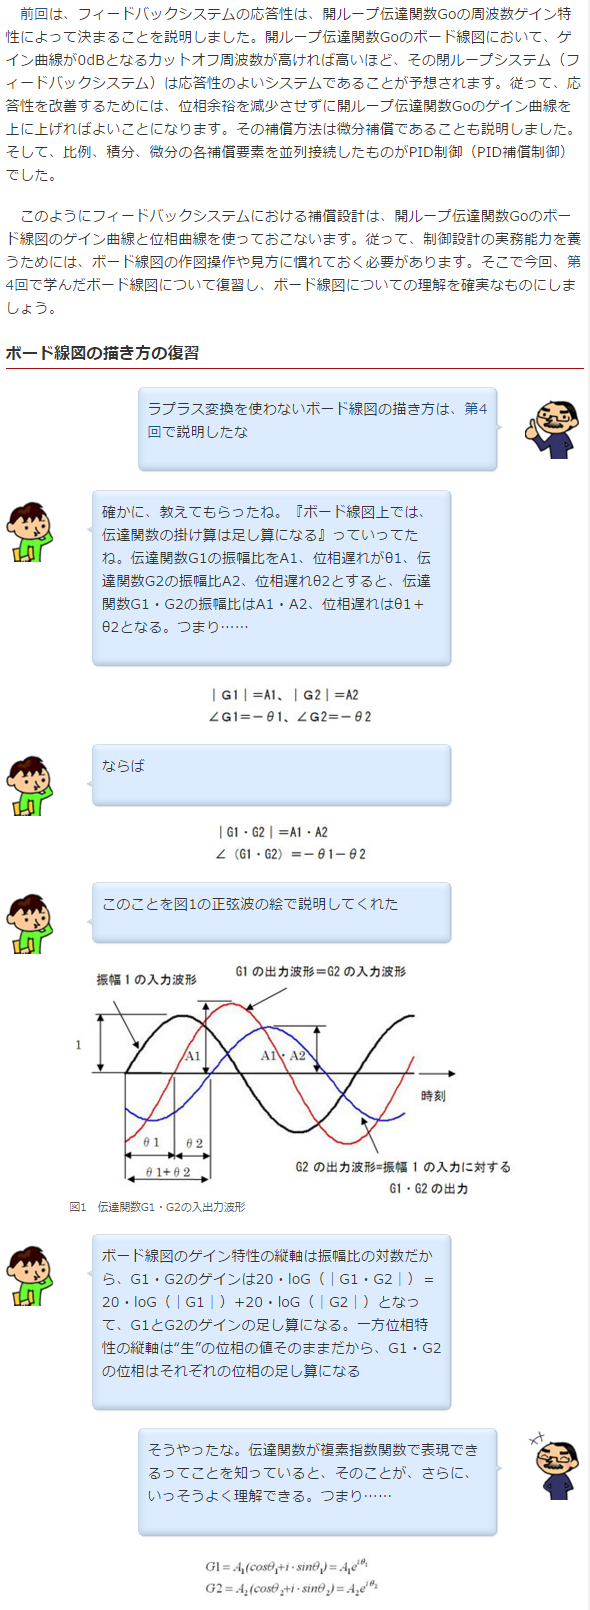 前回は、フィードバックシステムの応答性は、開ループ伝達関数Goの周波数ゲイン特
性によって決まることを説明しました。開ループ伝達関数Goのボード線図において、ゲ
イン曲線が0dBとなるカットオフ周波数が高ければ高いほど、その閉ループシステム（フ
ィードバックシステム）は応答性のよいシステムであることが予想されます。従って、応
答性を改善するためには、位相余裕を減少させずに開ループ伝達関数Goのゲイン曲線を
上に上げればよいことになります。その補償方法は微分補償であることも説明しました。
そして、比例、積分、微分の各補償要素を並列接続したものがPID制御（PID補償制御）
でした。
　このようにフィードバックシステムにおける補償設計は、開ループ伝達関数Goのボー
ド線図のゲイン曲線と位相曲線を使っておこないます。従って、制御設計の実務能力を養
うためには、ボード線図の作図操作や見方に慣れておく必要があります。そこで今回、第
4回で学んだボード線図について復習し、ボード線図についての理解を確実なものにしま
しょう。
ボード線図の描き方の復習
ラプラス変換を使わないボード線図の描き方は、第4
回で説明したな
確かに、教えてもらったね。『ボード線図上では、
伝達関数の掛け算は足し算になる』っていってた
ね。伝達関数G1の振幅比をA1、位相遅れがθ1、伝
達関数G2の振幅比A2、位相遅れθ2とすると、伝達
関数G1・G2の振幅比はA1・A2、位相遅れはθ1＋
θ2となる。つまり……
｜G1｜＝A1、｜G2｜＝A2
∠G1＝－θ1、∠G2＝－θ2
ならば
｜G1・G2｜＝A1・A2
∠（G1・G2）＝－θ1－θ2
このことを図1の正弦波の絵で説明してくれた
振幅１の入力波形
G1 の出力波形＝G2 の入力波形
1
A1
A1・A2
時刻
θ1
θ2
θ1+θ2
G2 の出力波形=振幅 1 の入力に対する
G1・G2 の出力
図1　伝達関数G1・G2の入出力波形
ボード線図のゲイン特性の縦軸は振幅比の対数だか
ら、G1・G2のゲインは20・loG（｜G1・G2｜）＝
20・loG（｜G1｜）+20・loG（｜G2｜）となっ
て、G1とG2のゲインの足し算になる。一方位相特
性の縦軸は“生”の位相の値そのままだから、G1・G2
の位相はそれぞれの位相の足し算になる
そうやったな。伝達関数が複素指数関数で表現でき
るってことを知っていると、そのことが、さらに、
いっそうよく理解できる。つまり……
G1＝A₁(cosθ₁+i・sinθ₁)＝A₁e^{iθ₁}
G2＝A₂(cosθ₂+i・sinθ₂)＝A₂e^{iθ₂}